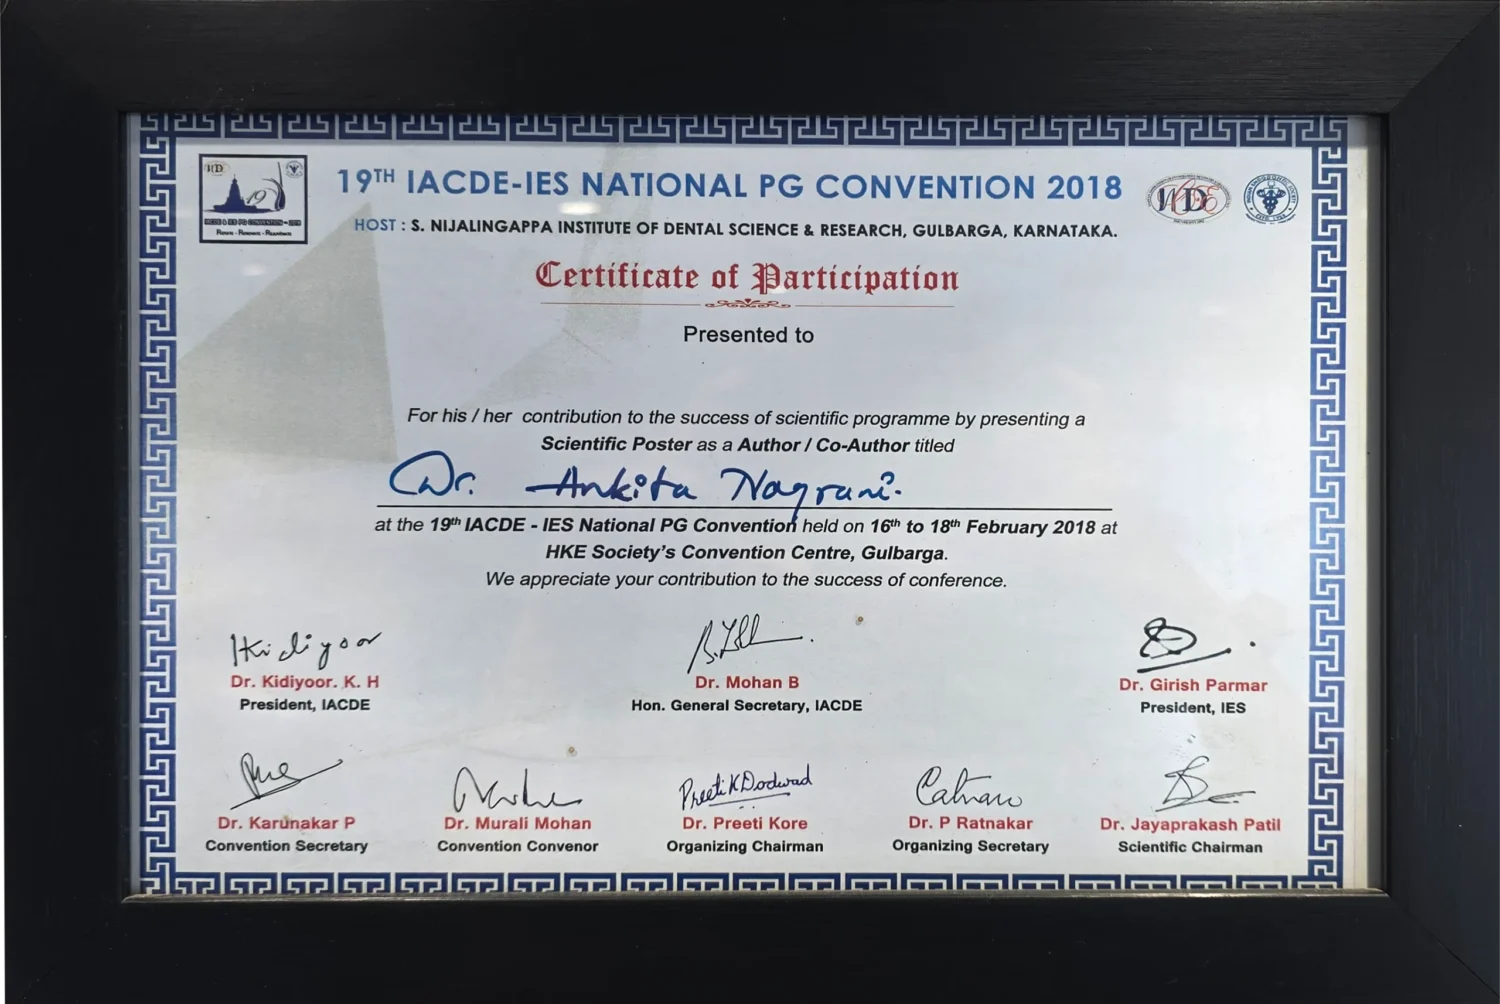 19TH IACDE-IES NATIONAL PG CONVENTION 2018
HOST : S. NIJALINGAPPA INSTITUTE OF DENTAL SCIENCE & RESEARCH, GULBARGA, KARNATAKA.
19
IACDE & IES PG CONVENTION - 2018
Certificate of Participation
Presented to
For his / her contribution to the success of scientific programme by presenting a
Scientific Poster as a Author / Co-Author titled
Dr. Ankita Nagrani.
at the 19th IACDE - IES National PG Convention held on 16th to 18th February 2018 at
HKE Society's Convention Centre, Gulbarga.
We appreciate your contribution to the success of conference.
Kidiyoor
Dr. Kidiyoor. K. H
President, IACDE
Dr. Mohan B
Hon. General Secretary, IACDE
Dr. Girish Parmar
President, IES
Dr. Karunakar P
Convention Secretary
Dr. Murali Mohan
Convention Convenor
Preeti K Dodwad
Dr. Preeti Kore
Organizing Chairman
Dr. P Ratnakar
Organizing Secretary
Dr. Jayaprakash Patil
Scientific Chairman